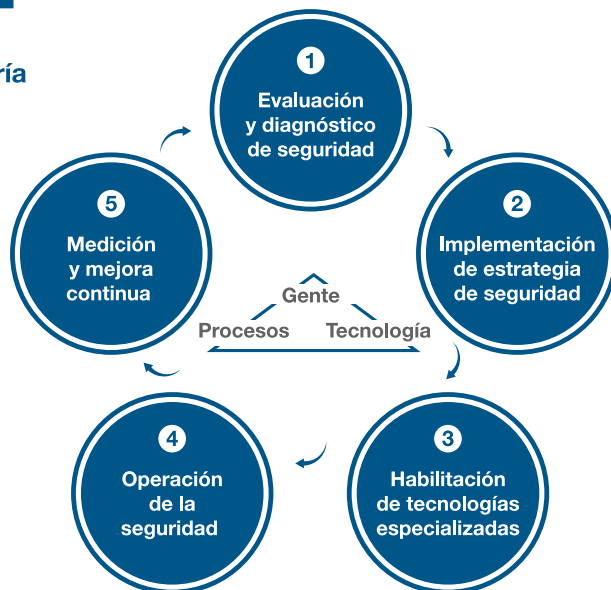 1
Evaluación
y diagnóstico
de seguridad
2
Implementación
de estrategia
de seguridad
3
Habilitación
de tecnologías
especializadas
4
Operación
de la
seguridad
5
Medición
y mejora
continua
Gente
Procesos Tecnología